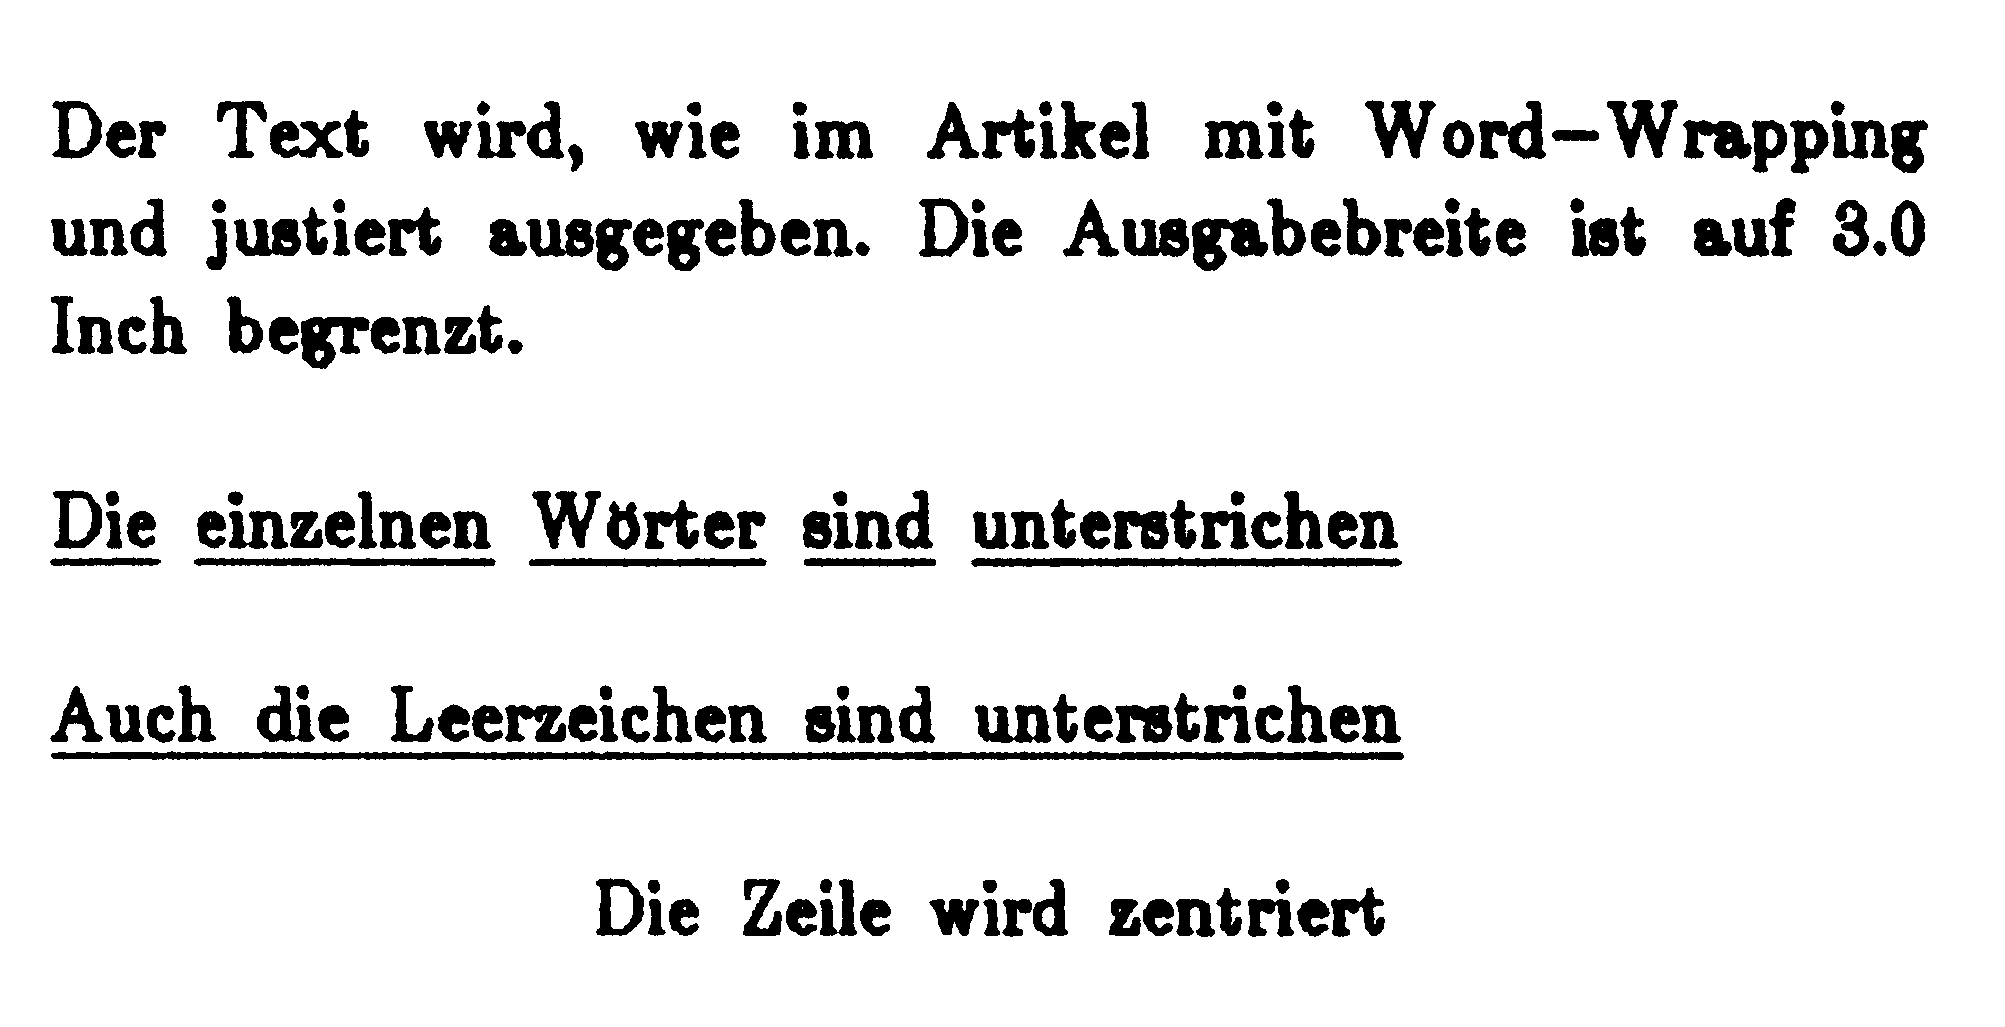 Der Text wird, wie im Artikel mit Word-Wrapping
und justiert ausgegeben. Die Ausgabebreite ist auf 3.0
Inch begrenzt.
Die einzelnen Wörter sind unterstrichen
Auch die Leerzeichen sind unterstrichen
Die Zeile wird zentriert